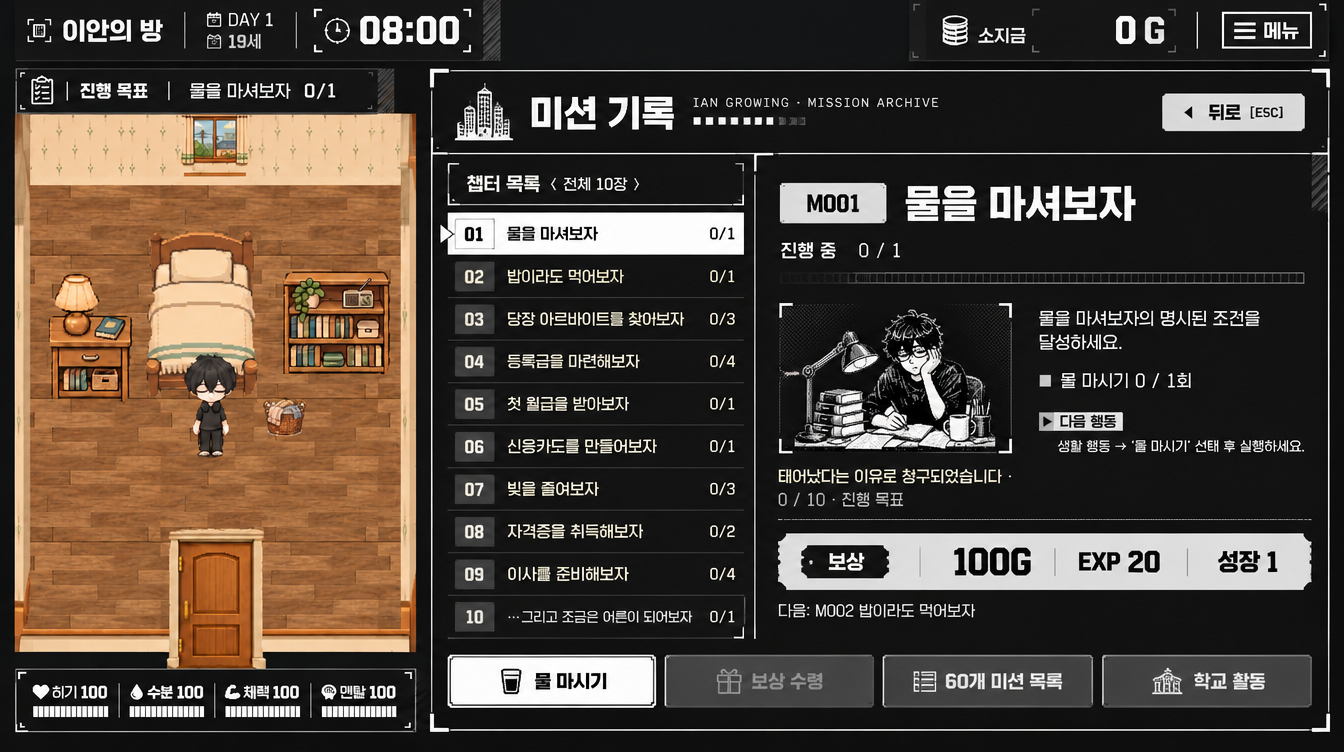 이안의 방
DAY 1
19세
08:00
소지금
0 G
메뉴
진행 목표
물을 마셔보자 0/1
미션 기록
IAN GROWING · MISSION ARCHIVE
뒤로 [ESC]
챕터 목록 〈 전체 10장 〉
01 물을 마셔보자 0/1
02 밥이라도 먹어보자 0/1
03 당장 아르바이트를 찾아보자 0/3
04 등록금을 마련해보자 0/4
05 첫 월급을 받아보자 0/1
06 신용카드를 만들어보자 0/1
07 빚을 줄여보자 0/3
08 자격증을 취득해보자 0/2
09 이사를 준비해보자 0/4
10 …그리고 조금은 어른이 되어보자 0/1
M001 물을 마셔보자
진행 중 0 / 1
물을 마셔보자의 명시된 조건을
달성하세요.
물 마시기 0 / 1회
다음 행동
생활 행동 → '물 마시기' 선택 후 실행하세요.
태어났다는 이유로 청구되었습니다 ·
0 / 10 · 진행 목표
보상
100G
EXP 20
성장 1
다음: M002 밥이라도 먹어보자
물 마시기
보상 수령
60개 미션 목록
학교 활동
허기 100
수분 100
체력 100
멘탈 100